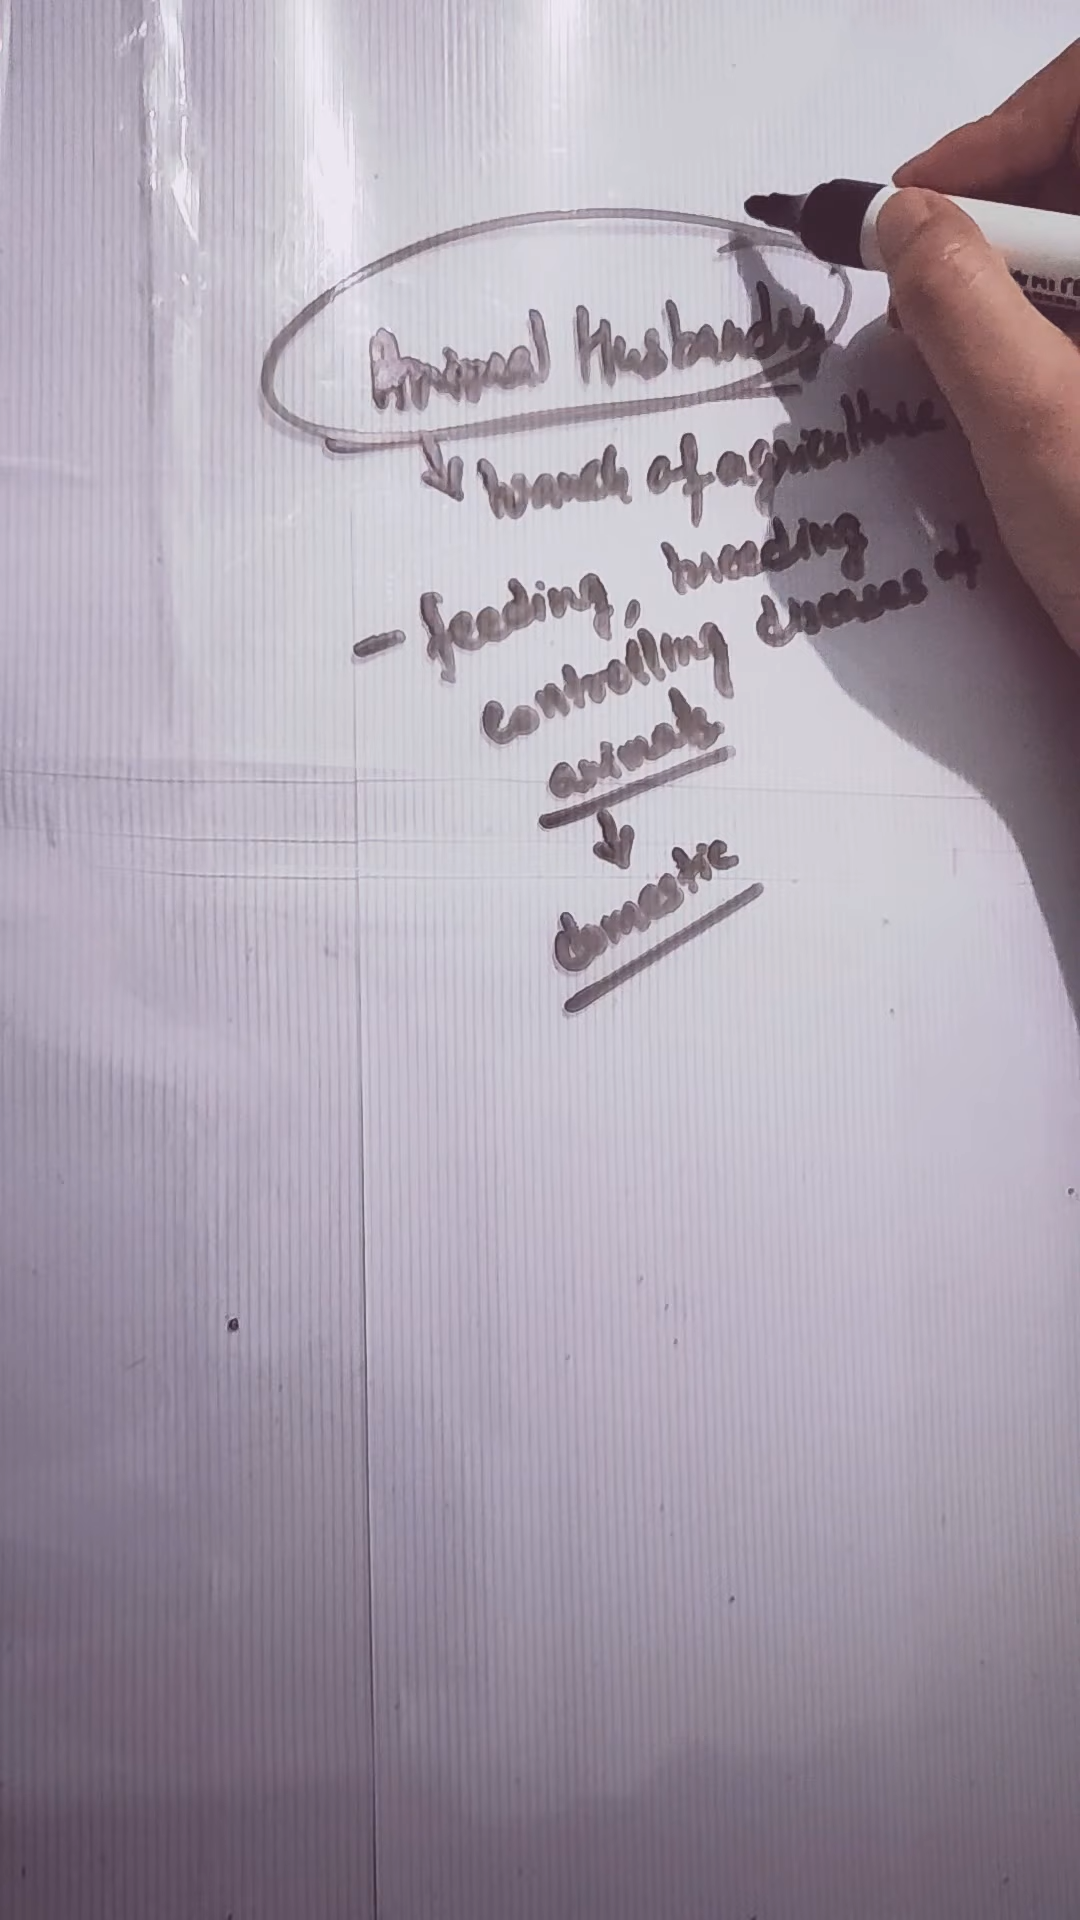 Animal Husbandry
↓ branch of agriculture
- feeding, breeding
controlling diseases of
animals
↓
domestic